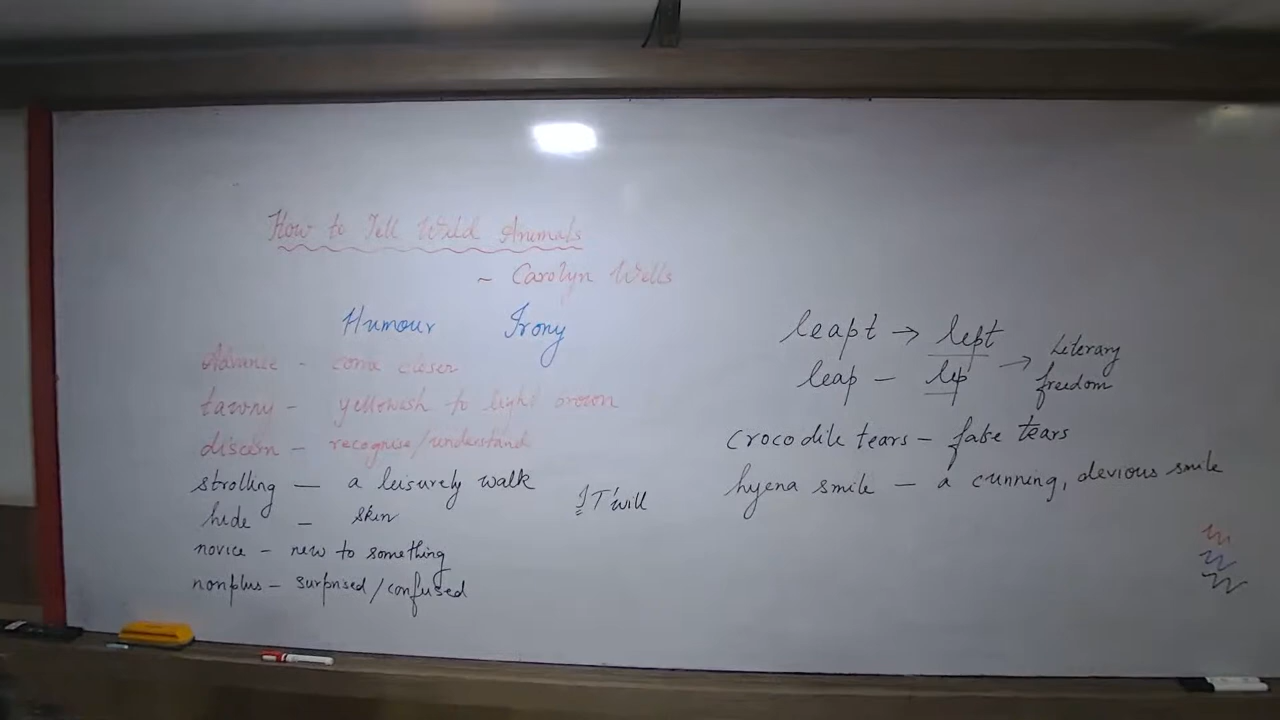 How to Tell Wild Animals
~ Carolyn Wells
Humour Irony
Advance - come closer
tawny - yellowish to light brown
discern - recognise/understand
strolling — a leisurely walk
hide — skin
novice - new to something
nonplus - surprised/confused
IT'will
leapt → lept
leap — lep → Literary freedom
crocodile tears - fake tears
hyena smile — a cunning, devious smile